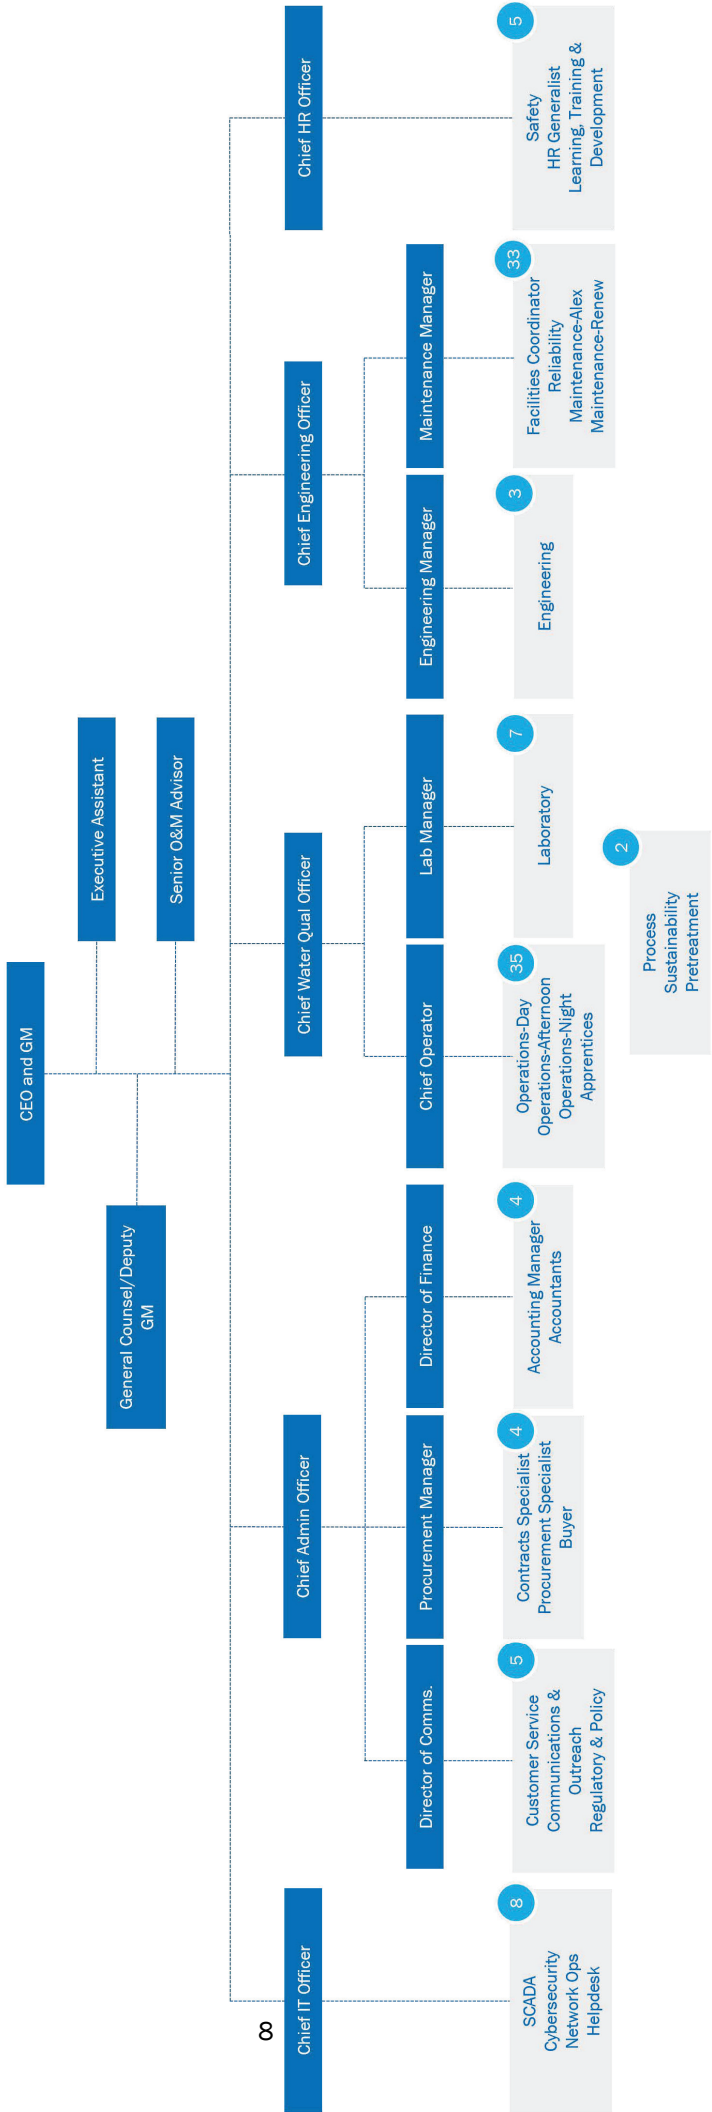 CEO and GM
Executive Assistant
General Counsel/Deputy
GM
Senior O&M Advisor
8
Chief IT Officer
Chief Admin Officer
Chief Water Qual Officer
Chief Engineering Officer
Chief HR Officer
Director of Comms.
Procurement Manager
Director of Finance
Chief Operator
Lab Manager
Engineering Manager
Maintenance Manager
8
SCADA
Cybersecurity
Network Ops
Helpdesk
5
Customer Service
Communications &
Outreach
Regulatory & Policy
4
Contracts Specialist
Procurement Specialist
Buyer
4
Accounting Manager
Accountants
35
Operations-Day
Operations-Afternoon
Operations-Night
Apprentices
7
Laboratory
3
Engineering
33
Facilities Coordinator
Reliability
Maintenance-Alex
Maintenance-Renew
5
Safety
HR Generalist
Learning, Training &
Development
2
Process
Sustainability
Pretreatment